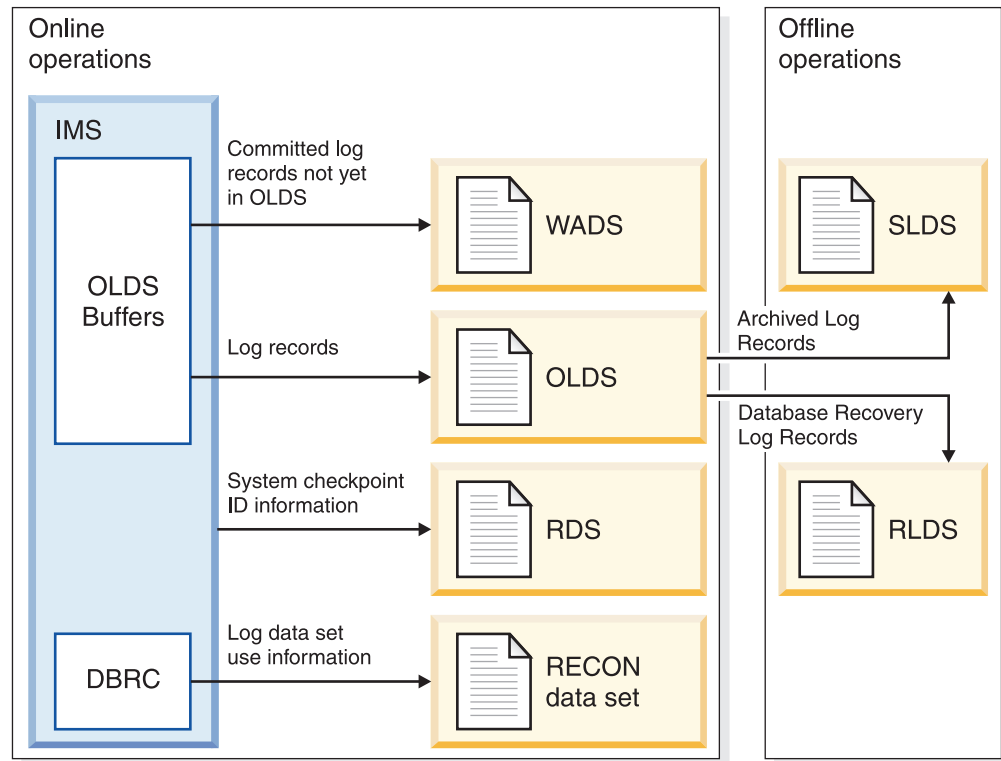 Online
operations
IMS
OLDS
Buffers
DBRC
Committed log
records not yet
in OLDS
Log records
System checkpoint
ID information
Log data set
use information
WADS
OLDS
RDS
RECON
data set
Offline
operations
SLDS
Archived Log
Records
Database Recovery
Log Records
RLDS